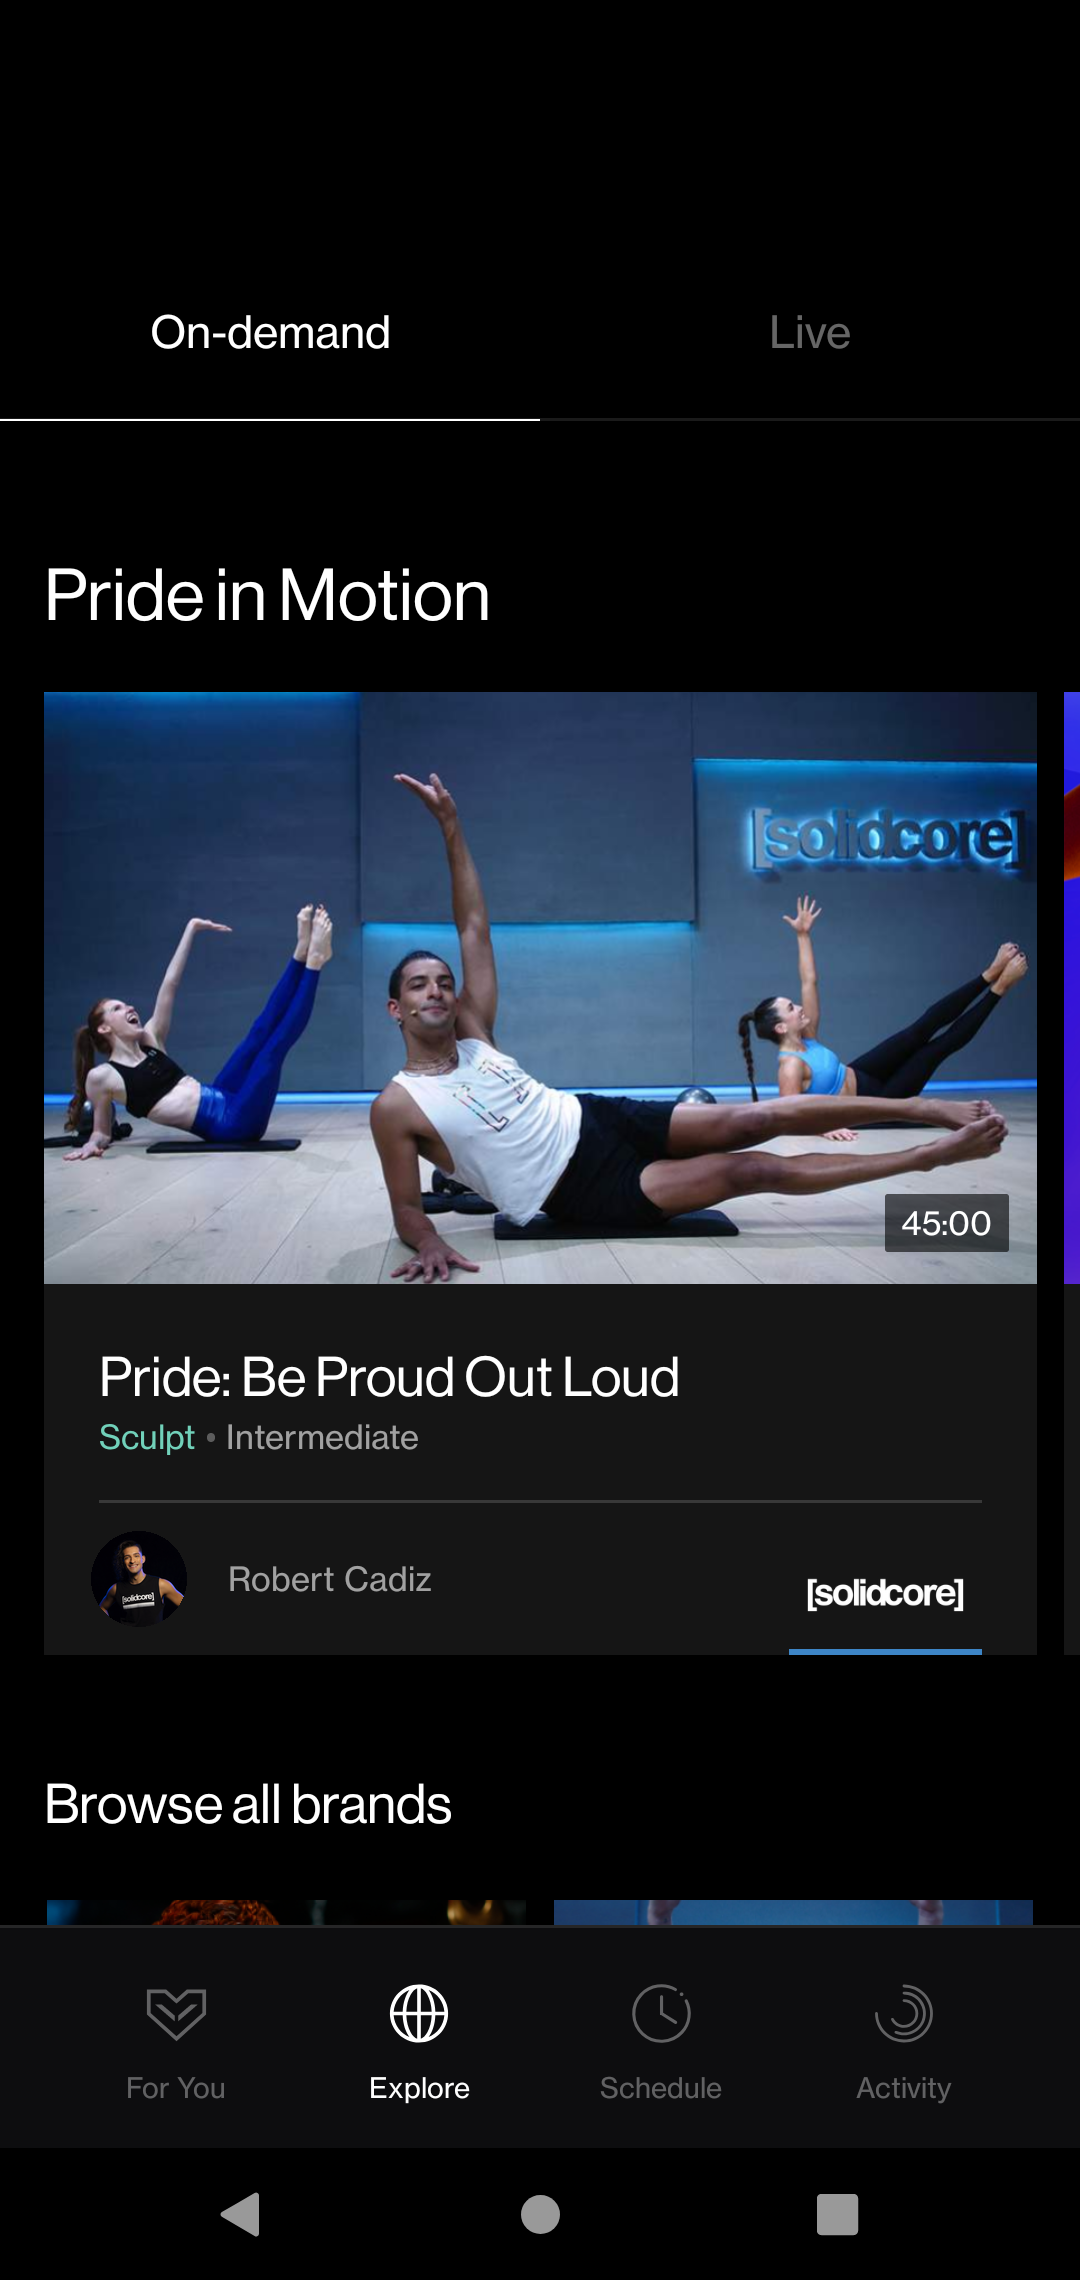 On-demand
Live
Pride in Motion
[solidcore]
45:00
Pride: Be Proud Out Loud
Sculpt • Intermediate
[solidcore]
Robert Cadiz
[solidcore]
Browse all brands
For You
Explore
Schedule
Activity